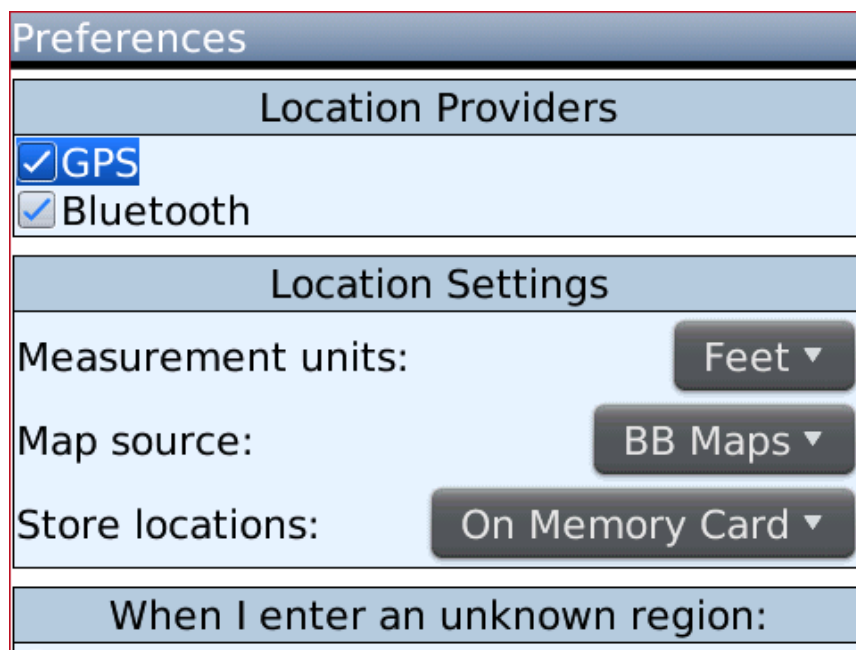 Preferences
Location Providers
GPS
Bluetooth
Location Settings
Measurement units: Feet
Map source: BB Maps
Store locations: On Memory Card
When I enter an unknown region: